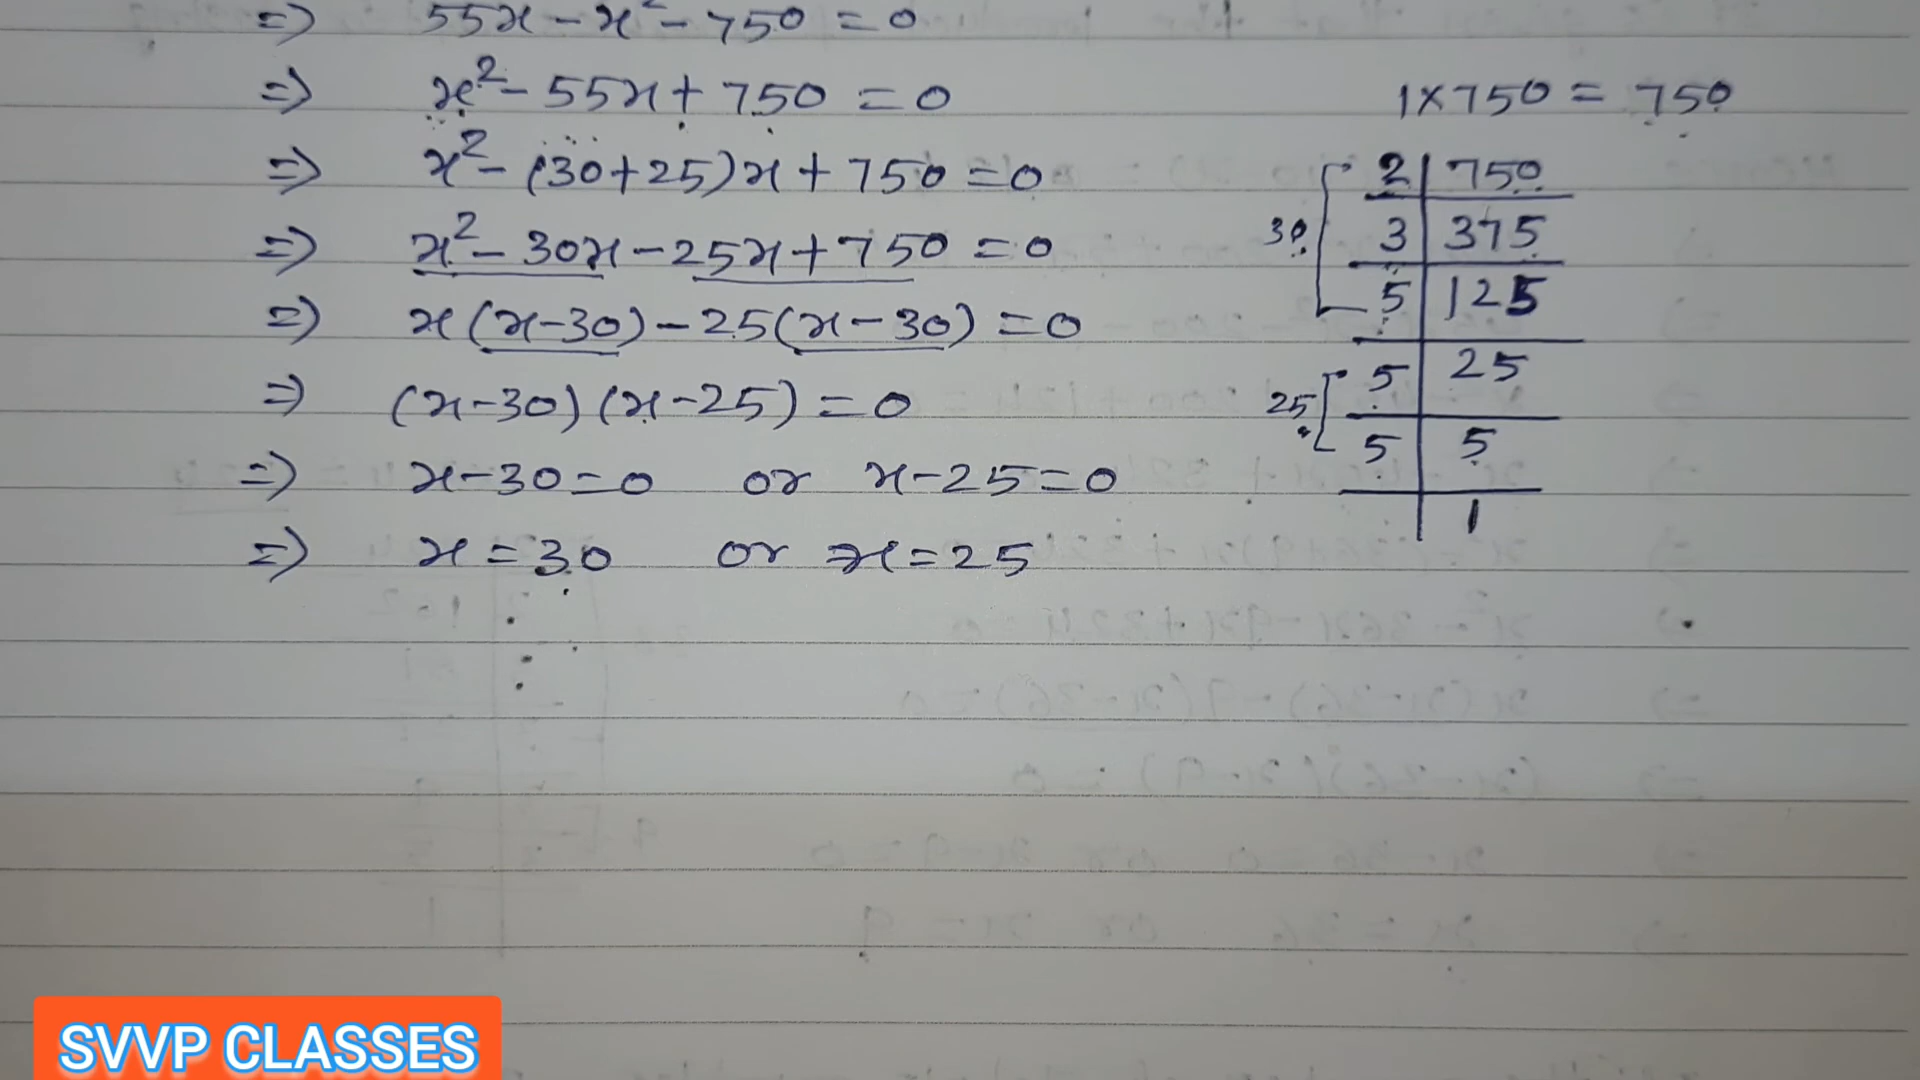 => 55x - x² - 750 = 0
=> x² - 55x + 750 = 0
=> x² - (30+25)x + 750 = 0
=> x² - 30x - 25x + 750 = 0
=> x(x-30) - 25(x-30) = 0
=> (x-30)(x-25) = 0
=> x-30=0 or x-25=0
=> x = 30 or x = 25
1×750 = 750
2 | 750
3 | 375
30
5 | 125
5 | 25
25
5 | 5
| 1
SVVP CLASSES